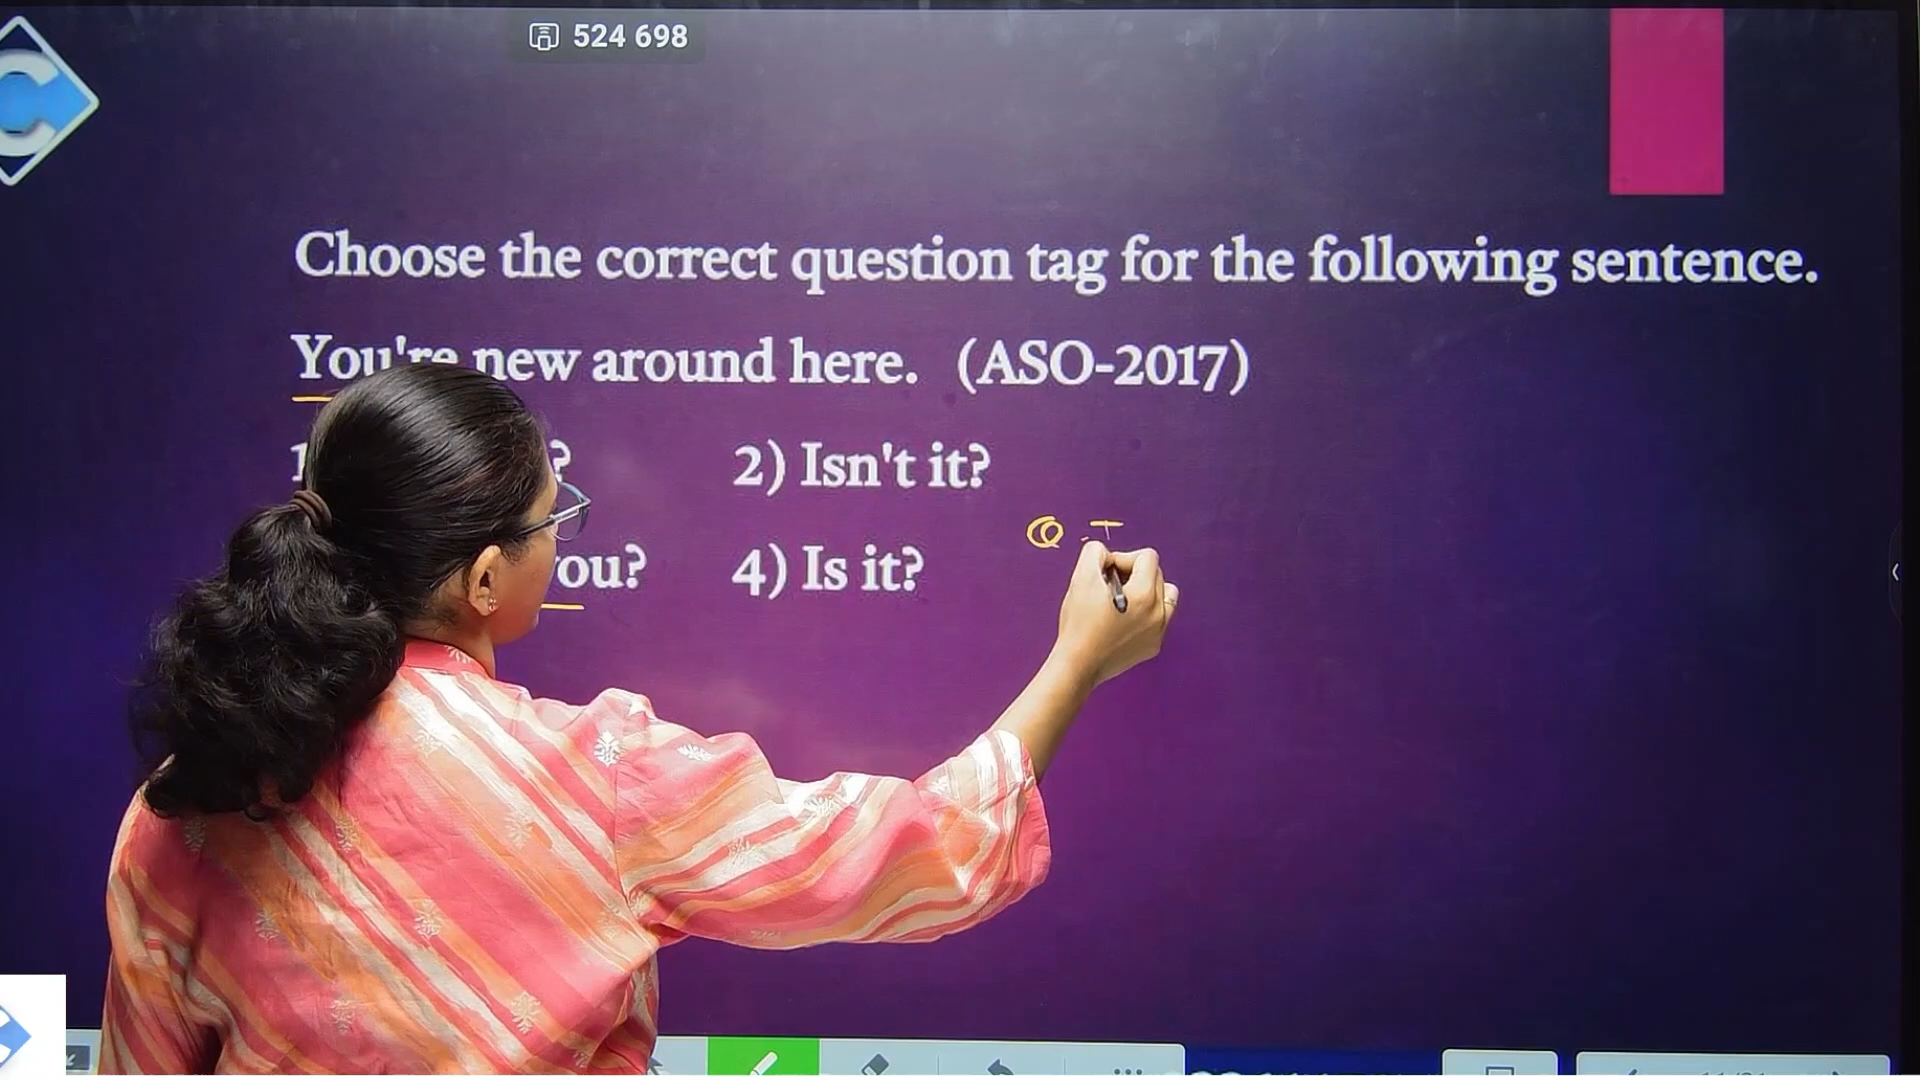 524 698
Choose the correct question tag for the following sentence.
You're new around here. (ASO-2017)
? 2) Isn't it?
ou? 4) Is it?
Q.T